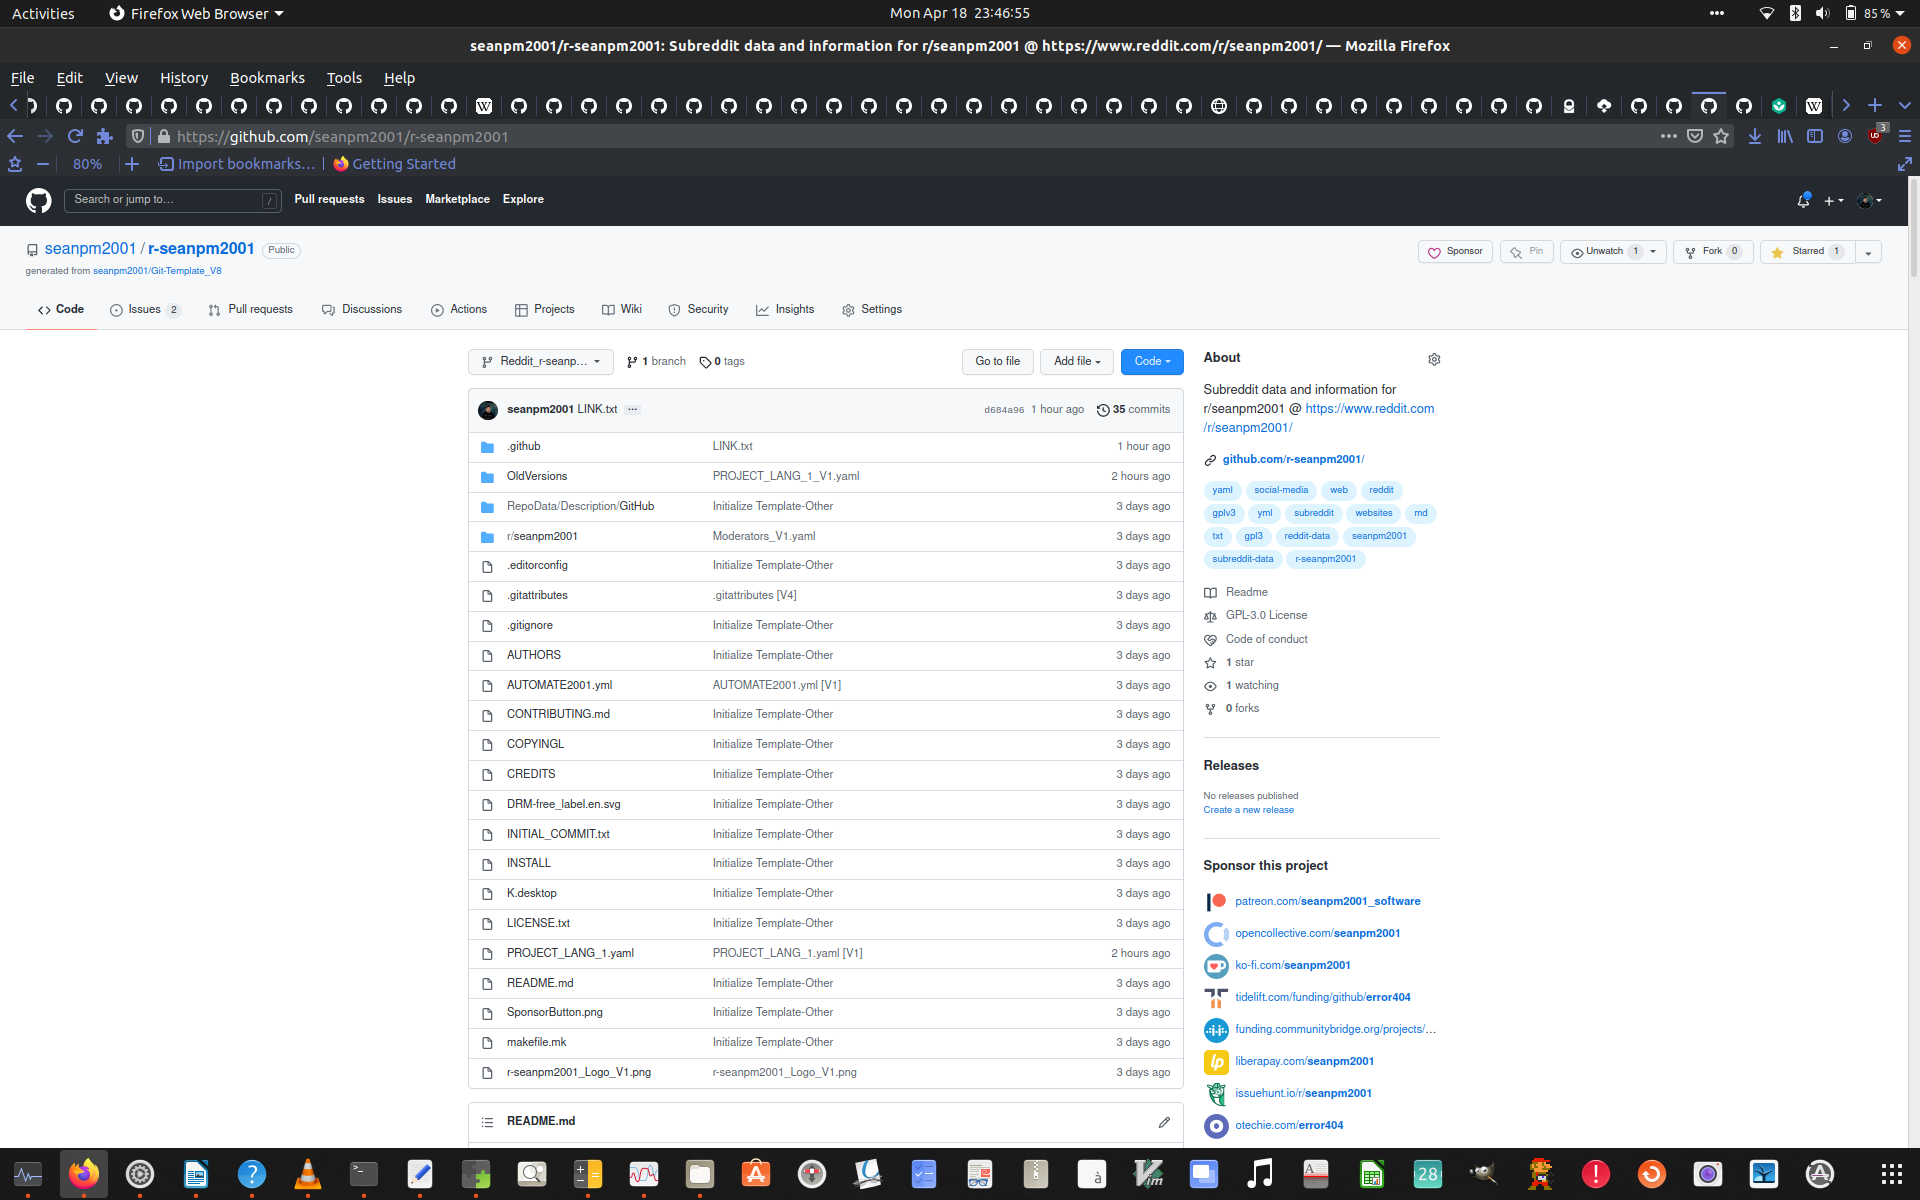 Activities Firefox Web Browser Mon Apr 18 23:46:55 85 %
seanpm2001/r-seanpm2001: Subreddit data and information for r/seanpm2001 @ https://www.reddit.com/r/seanpm2001/ — Mozilla Firefox
File Edit View History Bookmarks Tools Help
https://github.com/seanpm2001/r-seanpm2001 3
80% Import bookmarks… Getting Started
Search or jump to… / Pull requests Issues Marketplace Explore
seanpm2001 / r-seanpm2001 Public
generated from seanpm2001/Git-Template_V8
Sponsor Pin Unwatch 1 Fork 0 Starred 1
Code Issues 2 Pull requests Discussions Actions Projects Wiki Security Insights Settings
Reddit_r-seanp… 1 branch 0 tags Go to file Add file Code
seanpm2001 LINK.txt … d684a96 1 hour ago 35 commits
.github LINK.txt 1 hour ago
OldVersions PROJECT_LANG_1_V1.yaml 2 hours ago
RepoData/Description/GitHub Initialize Template-Other 3 days ago
r/seanpm2001 Moderators_V1.yaml 3 days ago
.editorconfig Initialize Template-Other 3 days ago
.gitattributes .gitattributes [V4] 3 days ago
.gitignore Initialize Template-Other 3 days ago
AUTHORS Initialize Template-Other 3 days ago
AUTOMATE2001.yml AUTOMATE2001.yml [V1] 3 days ago
CONTRIBUTING.md Initialize Template-Other 3 days ago
COPYINGL Initialize Template-Other 3 days ago
CREDITS Initialize Template-Other 3 days ago
DRM-free_label.en.svg Initialize Template-Other 3 days ago
INITIAL_COMMIT.txt Initialize Template-Other 3 days ago
INSTALL Initialize Template-Other 3 days ago
K.desktop Initialize Template-Other 3 days ago
LICENSE.txt Initialize Template-Other 3 days ago
PROJECT_LANG_1.yaml PROJECT_LANG_1.yaml [V1] 2 hours ago
README.md Initialize Template-Other 3 days ago
SponsorButton.png Initialize Template-Other 3 days ago
makefile.mk Initialize Template-Other 3 days ago
r-seanpm2001_Logo_V1.png r-seanpm2001_Logo_V1.png 3 days ago
README.md
About
Subreddit data and information for
r/seanpm2001 @ https://www.reddit.com
/r/seanpm2001/
github.com/r-seanpm2001/
yaml social-media web reddit
gplv3 yml subreddit websites md
txt gpl3 reddit-data seanpm2001
subreddit-data r-seanpm2001
Readme
GPL-3.0 License
Code of conduct
1 star
1 watching
0 forks
Releases
No releases published
Create a new release
Sponsor this project
patreon.com/seanpm2001_software
opencollective.com/seanpm2001
ko-fi.com/seanpm2001
tidelift.com/funding/github/error404
funding.communitybridge.org/projects/…
liberapay.com/seanpm2001
issuehunt.io/r/seanpm2001
otechie.com/error404
28